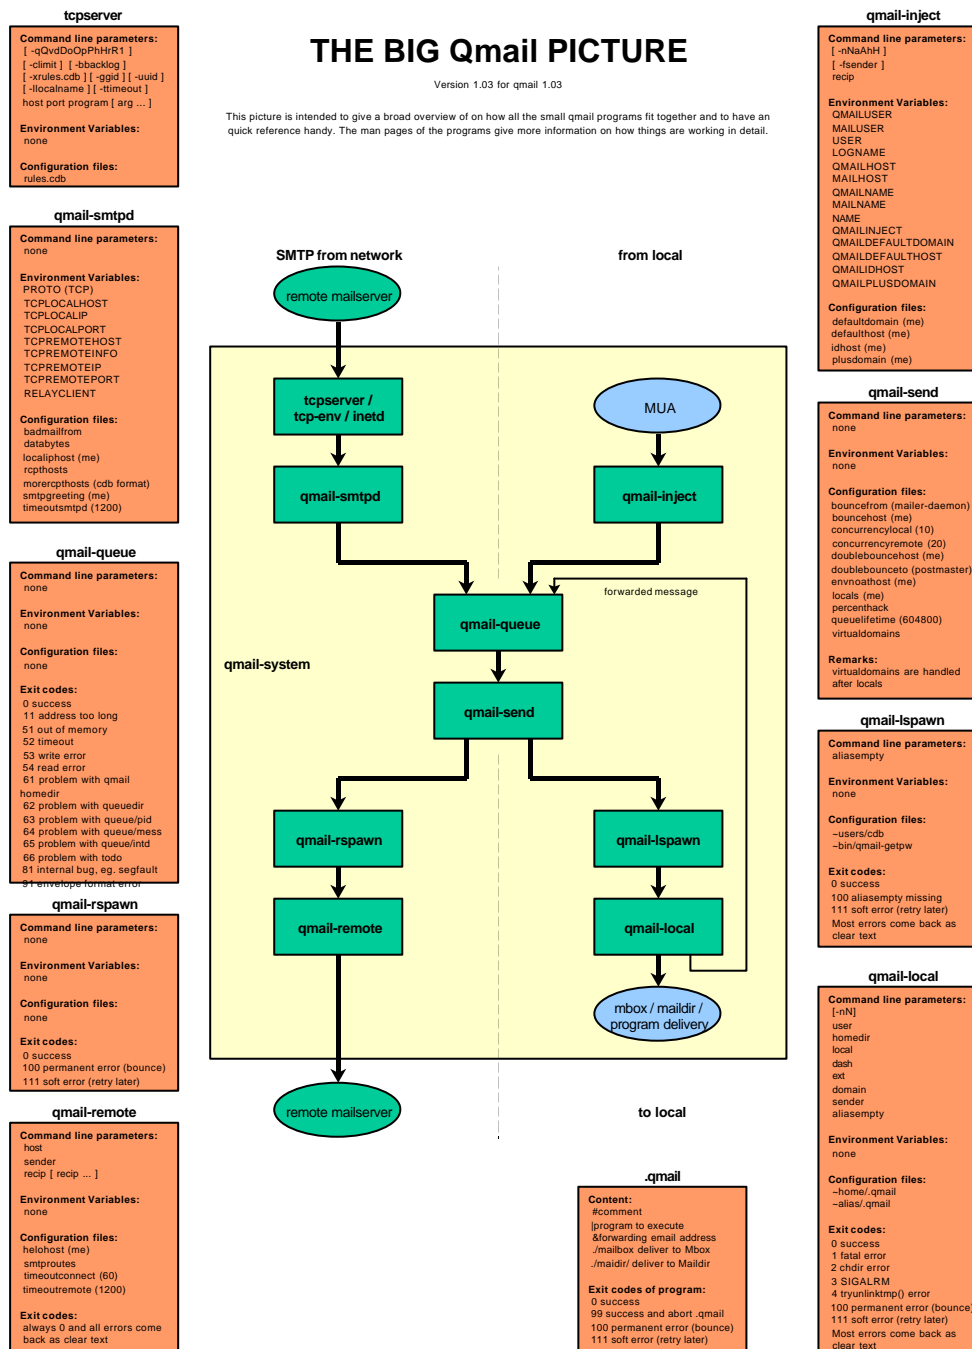 tcpserver
Command line parameters:
[ -qQvdDoOpPhHrR1 ]
[ -climit ] [ -bbacklog ]
[ -xrules.cdb ] [ -ggid ] [ -uuid ]
[ -llocalname ] [ -ttimeout ]
host port program [ arg ... ]
Environment Variables:
none
Configuration files:
rules.cdb
qmail-smtpd
Command line parameters:
none
Environment Variables:
PROTO (TCP)
TCPLOCALHOST
TCPLOCALIP
TCPLOCALPORT
TCPREMOTEHOST
TCPREMOTEINFO
TCPREMOTEIP
TCPREMOTEPORT
RELAYCLIENT
Configuration files:
badmailfrom
databytes
localiphost (me)
rcpthosts
morercpthosts (cdb format)
smtpgreeting (me)
timeoutsmtpd (1200)
qmail-queue
Command line parameters:
none
Environment Variables:
none
Configuration files:
none
Exit codes:
0 success
11 address too long
51 out of memory
52 timeout
53 write error
54 read error
61 problem with qmail
homedir
62 problem with queuedir
63 problem with queue/pid
64 problem with queue/mess
65 problem with queue/intd
66 problem with todo
81 internal bug, eg. segfault
91 envelope format error
qmail-rspawn
Command line parameters:
none
Environment Variables:
none
Configuration files:
none
Exit codes:
0 success
100 permanent error (bounce)
111 soft error (retry later)
qmail-remote
Command line parameters:
host
sender
recip [ recip ... ]
Environment Variables:
none
Configuration files:
helohost (me)
smtproutes
timeoutconnect (60)
timeoutremote (1200)
Exit codes:
always 0 and all errors come
back as clear text
THE BIG Qmail PICTURE
Version 1.03 for qmail 1.03
This picture is intended to give a broad overview of on how all the small qmail programs fit together and to have an
quick reference handy. The man pages of the programs give more information on how things are working in detail.
SMTP from network
from local
remote mailserver
tcpserver /
tcp-env / inetd
MUA
qmail-smtpd
qmail-inject
forwarded message
qmail-queue
qmail-system
qmail-send
qmail-rspawn
qmail-lspawn
qmail-remote
qmail-local
mbox / maildir /
program delivery
remote mailserver
to local
.qmail
Content:
#comment
|program to execute
&forwarding email address
./mailbox deliver to Mbox
./maidir/ deliver to Maildir
Exit codes of program:
0 success
99 success and abort .qmail
100 permanent error (bounce)
111 soft error (retry later)
qmail-inject
Command line parameters:
[ -nNaAhH ]
[ -fsender ]
recip
Environment Variables:
QMAILUSER
MAILUSER
USER
LOGNAME
QMAILHOST
MAILHOST
QMAILNAME
MAILNAME
NAME
QMAILINJECT
QMAILDEFAULTDOMAIN
QMAILDEFAULTHOST
QMAILIDHOST
QMAILPLUSDOMAIN
Configuration files:
defaultdomain (me)
defaulthost (me)
idhost (me)
plusdomain (me)
qmail-send
Command line parameters:
none
Environment Variables:
none
Configuration files:
bouncefrom (mailer-daemon)
bouncehost (me)
concurrencylocal (10)
concurrencyremote (20)
doublebouncehost (me)
doublebounceto (postmaster)
envnoathost (me)
locals (me)
percenthack
queuelifetime (604800)
virtualdomains
Remarks:
virtualdomains are handled
after locals
qmail-lspawn
Command line parameters:
aliasempty
Environment Variables:
none
Configuration files:
~users/cdb
~bin/qmail-getpw
Exit codes:
0 success
100 aliasempty missing
111 soft error (retry later)
Most errors come back as
clear text
qmail-local
Command line parameters:
[-nN]
user
homedir
local
dash
ext
domain
sender
aliasempty
Environment Variables:
none
Configuration files:
~home/.qmail
~alias/.qmail
Exit codes:
0 success
1 fatal error
2 chdir error
3 SIGALRM
4 tryunlinktmp() error
100 permanent error (bounce)
111 soft error (retry later)
Most errors come back as
clear text